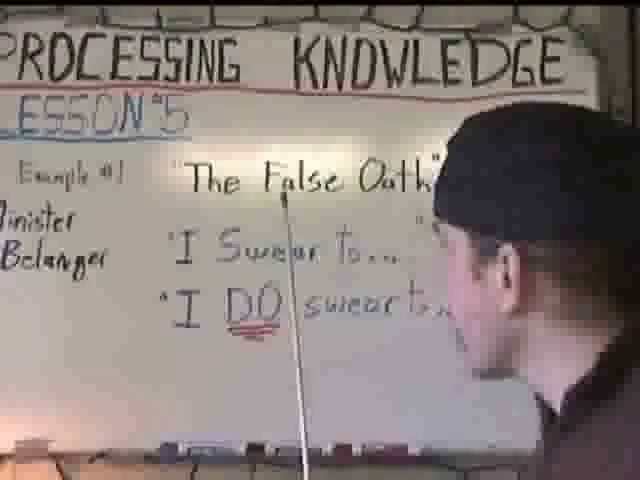 PROCESSING KNOWLEDGE
LESSON #5
Example #1
"The False Oath"
Minister
Belanger
"I Swear to... "
"I DO swear to...